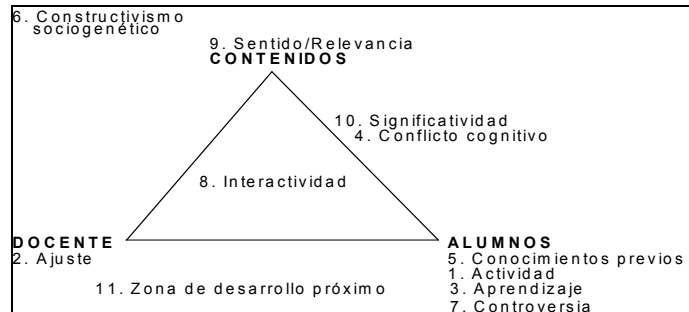 6. Constructivismo
sociogenético
9. Sentido/Relevancia
CONTENIDOS
10. Significatividad
4. Conflicto cognitivo
8. Interactividad
DOCENTE
2. Ajuste
ALUMNOS
5. Conocimientos previos
1. Actividad
3. Aprendizaje
7. Controversia
11. Zona de desarrollo próximo